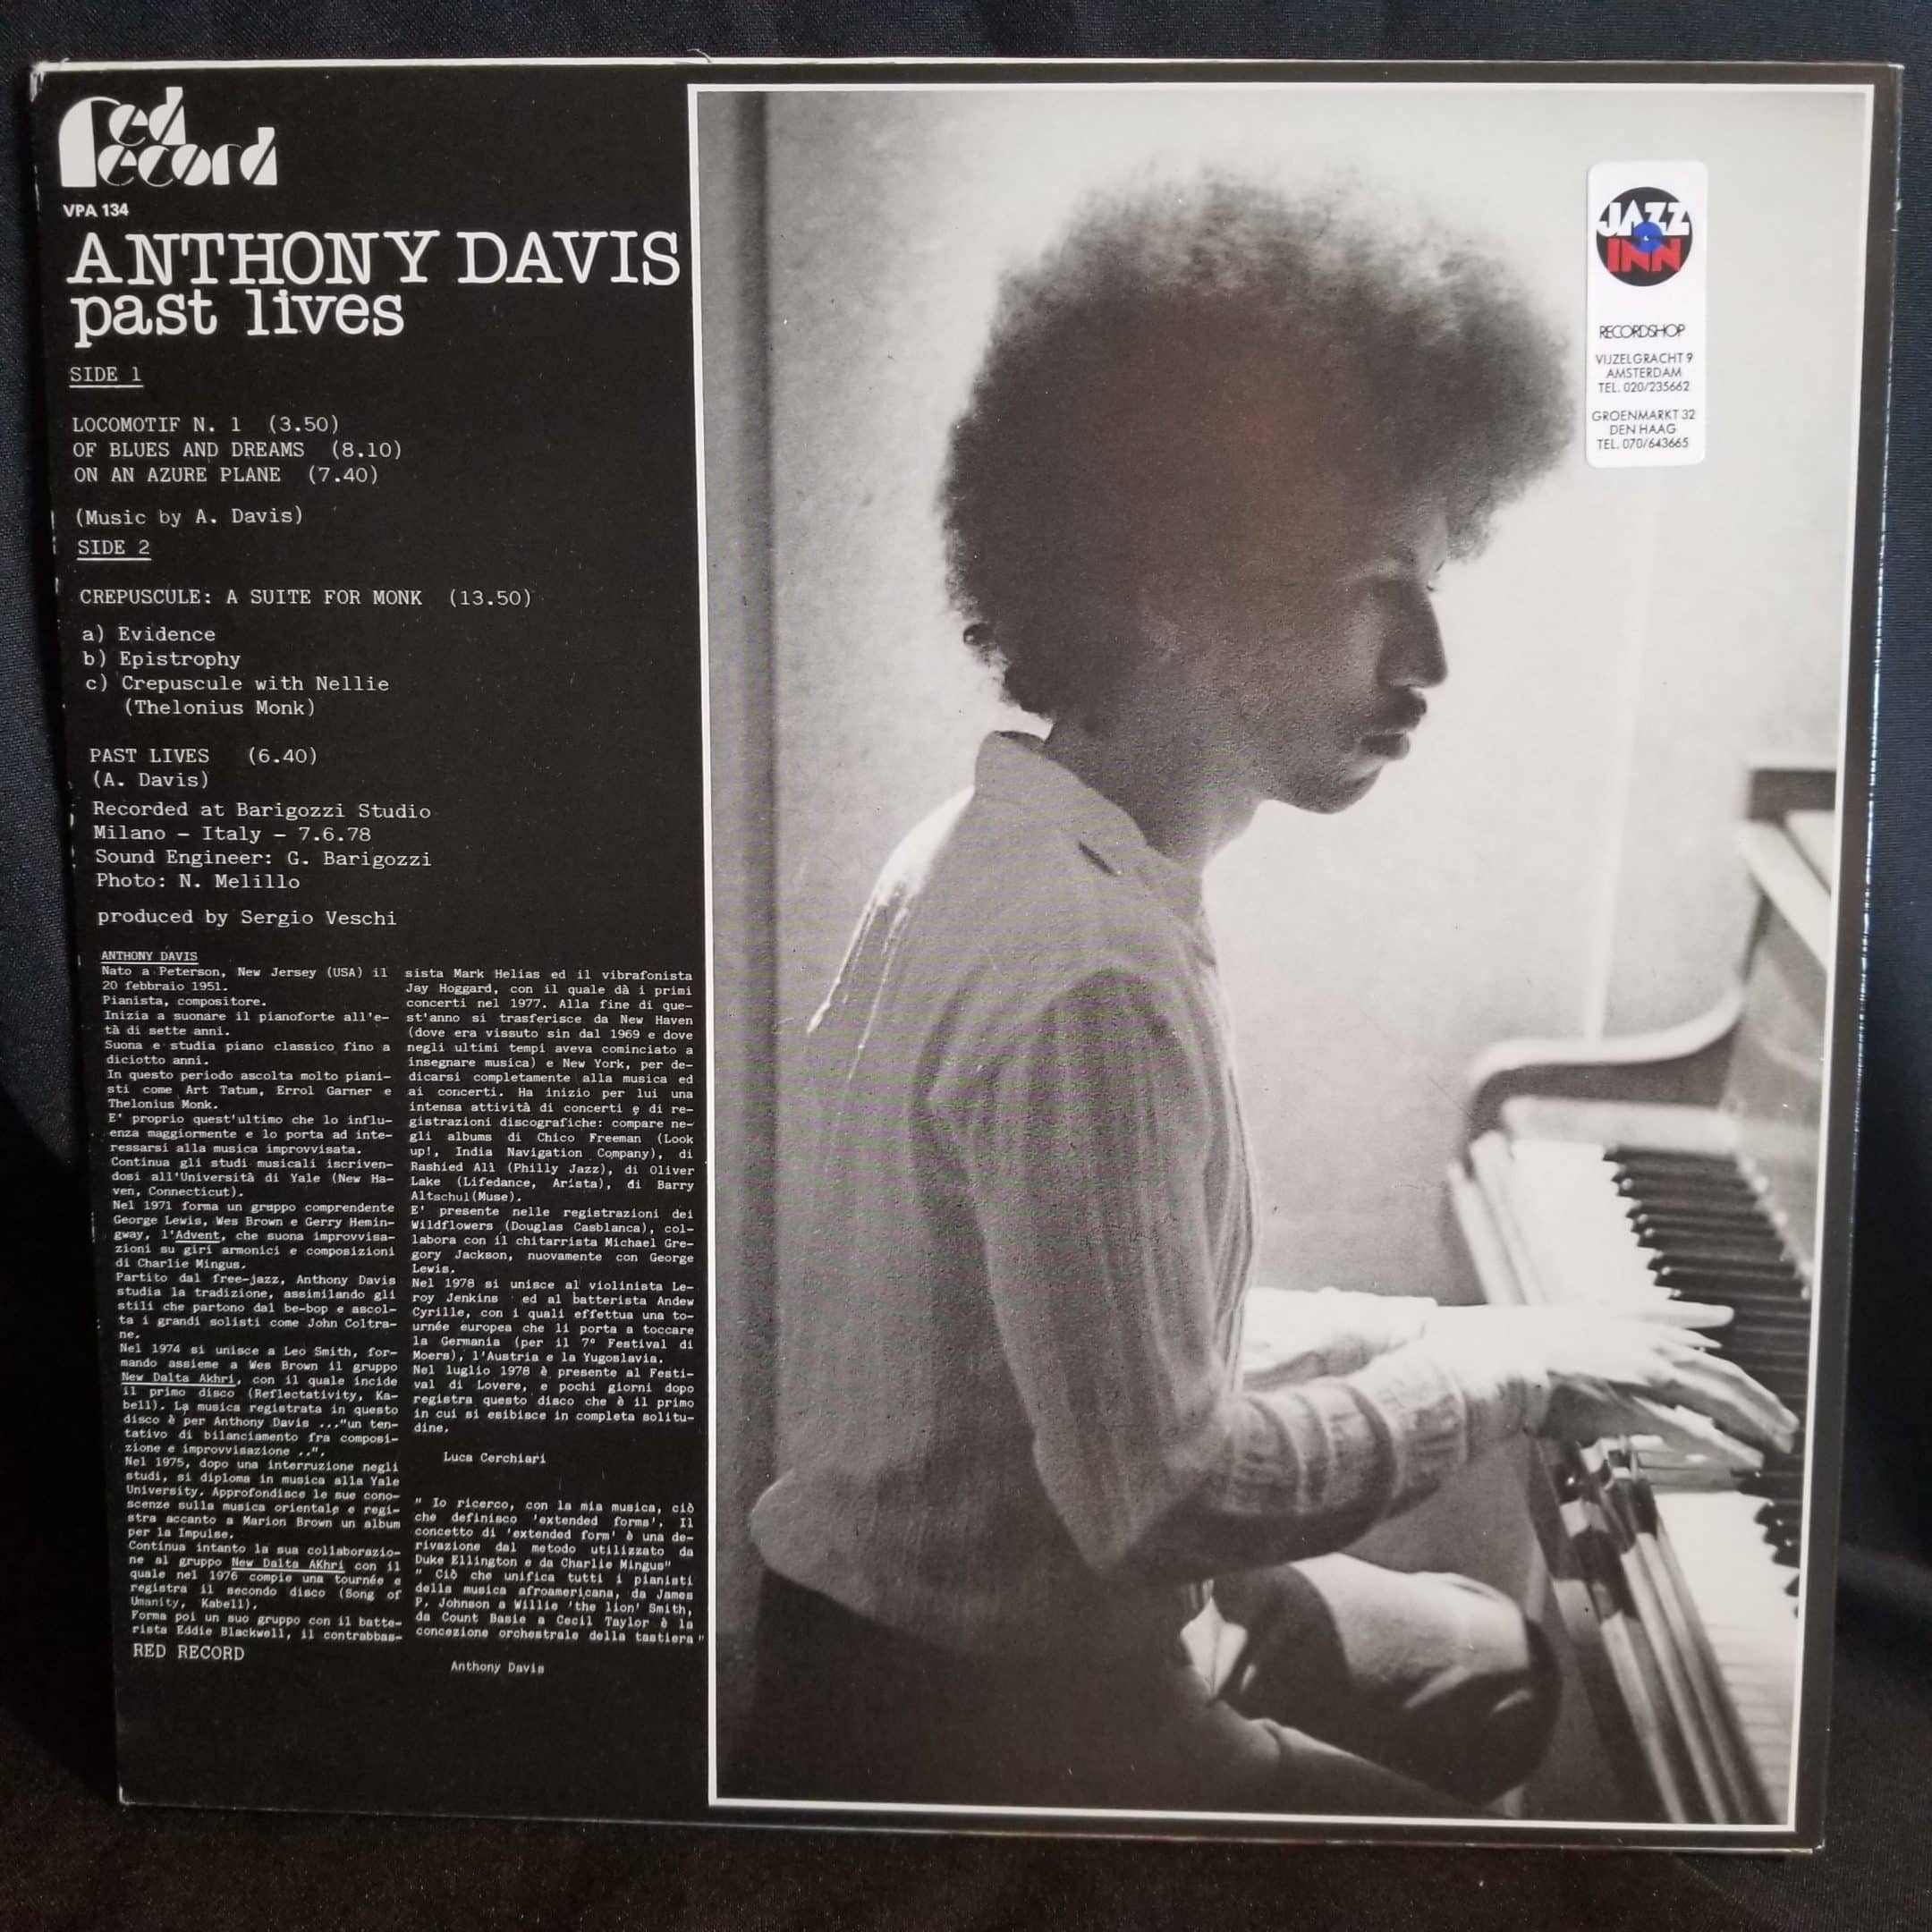 Red
Record
VPA 134
ANTHONY DAVIS
past lives
SIDE 1
LOCOMOTIF N. 1 (3.50)
OF BLUES AND DREAMS (8.10)
ON AN AZURE PLANE (7.40)
(Music by A. Davis)
SIDE 2
CREPUSCULE: A SUITE FOR MONK (13.50)
a) Evidence
b) Epistrophy
c) Crepuscule with Nellie
(Thelonius Monk)
PAST LIVES (6.40)
(A. Davis)
Recorded at Barigozzi Studio
Milano - Italy - 7.6.78
Sound Engineer: G. Barigozzi
Photo: N. Melillo
produced by Sergio Veschi
ANTHONY DAVIS
Nato a Peterson, New Jersey (USA) il
20 febbraio 1951.
Pianista, compositore.
Inizia a suonare il pianoforte all'e-
tà di sette anni.
Suona e studia piano classico fino a
diciotto anni.
In questo periodo ascolta molto piani-
sti come Art Tatum, Errol Garner e
Thelonius Monk.
E' proprio quest'ultimo che lo influ-
enza maggiormente e lo porta ad inte-
ressarsi alla musica improvvisata.
Continua gli studi musicali iscriven-
dosi all'Università di Yale (New Ha-
ven, Connecticut).
Nel 1971 forma un gruppo comprendente
George Lewis, Wes Brown e Gerry Hemin-
gway, l'Advent, che suona improvvisa-
zioni su giri armonici e composizioni
di Charlie Mingus.
Partito dal free-jazz, Anthony Davis
studia la tradizione, assimilando gli
stili che partono dal be-bop e ascol-
ta i grandi solisti come John Coltra-
ne.
Nel 1974 si unisce a Leo Smith, for-
mando assieme a Wes Brown il gruppo
New Dalta Akhri, con il quale incide
il primo disco (Reflectativity, Ka-
bell). La musica registrata in questo
disco è per Anthony Davis ..."un ten-
tativo di bilanciamento fra composi-
zione e improvvisazione ..".
Nel 1975, dopo una interruzione negli
studi, si diploma in musica alla Yale
University. Approfondisce le sue cono-
scenze sulla musica orientale e regi-
stra accanto a Marion Brown un album
per la Impulse.
Continua intanto la sua collaborazio-
ne al gruppo New Dalta AKhri con il
quale nel 1976 compie una tournée e
registra il secondo disco (Song of
Umanity, Kabell).
Forma poi un suo gruppo con il batte-
rista Eddie Blackwell, il contrabbas-
RED RECORD
sista Mark Helias ed il vibrafonista
Jay Hoggard, con il quale dà i primi
concerti nel 1977. Alla fine di que-
st'anno si trasferisce da New Haven
(dove era vissuto sin dal 1969 e dove
negli ultimi tempi aveva cominciato a
insegnare musica) e New York, per de-
dicarsi completamente alla musica ed
ai concerti. Ha inizio per lui una
intensa attività di concerti e di re-
gistrazioni discografiche: compare ne-
gli albums di Chico Freeman (Look
up!, India Navigation Company), di
Rashied Ali (Philly Jazz), di Oliver
Lake (Lifedance, Arista), di Barry
Altschul(Muse).
E' presente nelle registrazioni dei
Wildflowers (Douglas Casblanca), col-
labora con il chitarrista Michael Gre-
gory Jackson, nuovamente con George
Lewis.
Nel 1978 si unisce al violinista Le-
roy Jenkins ed al batterista Andew
Cyrille, con i quali effettua una to-
urnée europea che li porta a toccare
la Germania (per il 7° Festival di
Moers), l'Austria e la Yugoslavia.
Nel luglio 1978 è presente al Festi-
val di Lovere, e pochi giorni dopo
registra questo disco che è il primo
in cui si esibisce in completa solitu-
dine.
Luca Cerchiari
" Io ricerco, con la mia musica, ciò
che definisco 'extended forms'. Il
concetto di 'extended form' è una de-
rivazione dal metodo utilizzato da
Duke Ellington e da Charlie Mingus"
" Ciò che unifica tutti i pianisti
della musica afroamericana, da James
P. Johnson a Willie 'the lion' Smith,
da Count Basie a Cecil Taylor è la
concezione orchestrale della tastiera"
Anthony Davis
JAZZ
INN
RECORDSHOP
VIJZELGRACHT 9
AMSTERDAM
TEL. 020/235662
GROENMARKT 32
DEN HAAG
TEL. 070/643665